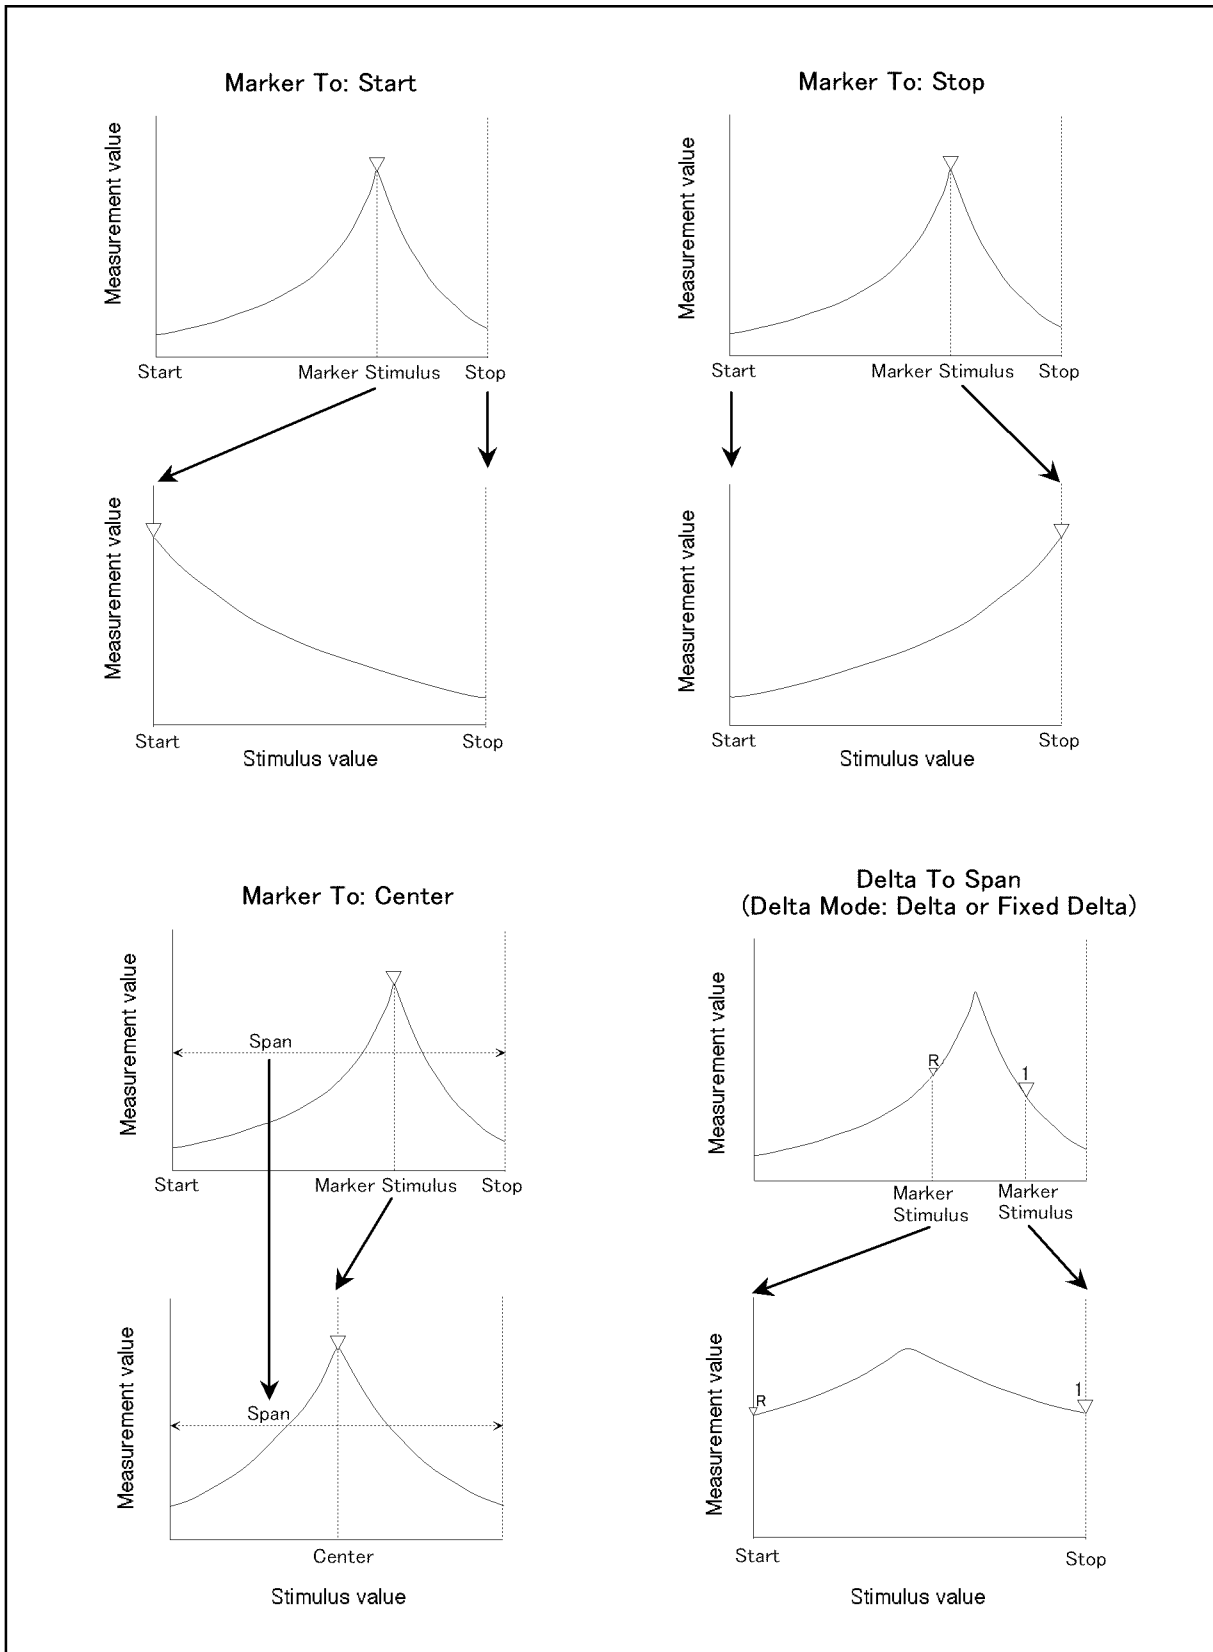 Marker To: Start
Measurement value
Start
Marker Stimulus
Stop
Measurement value
Start
Stop
Stimulus value
Marker To: Stop
Measurement value
Start
Marker Stimulus
Stop
Measurement value
Start
Stop
Stimulus value
Marker To: Center
Measurement value
Span
Start
Marker Stimulus
Stop
Measurement value
Span
Center
Stimulus value
Delta To Span
(Delta Mode: Delta or Fixed Delta)
Measurement value
R
1
Marker
Stimulus
Marker
Stimulus
Measurement value
R
1
Start
Stop
Stimulus value